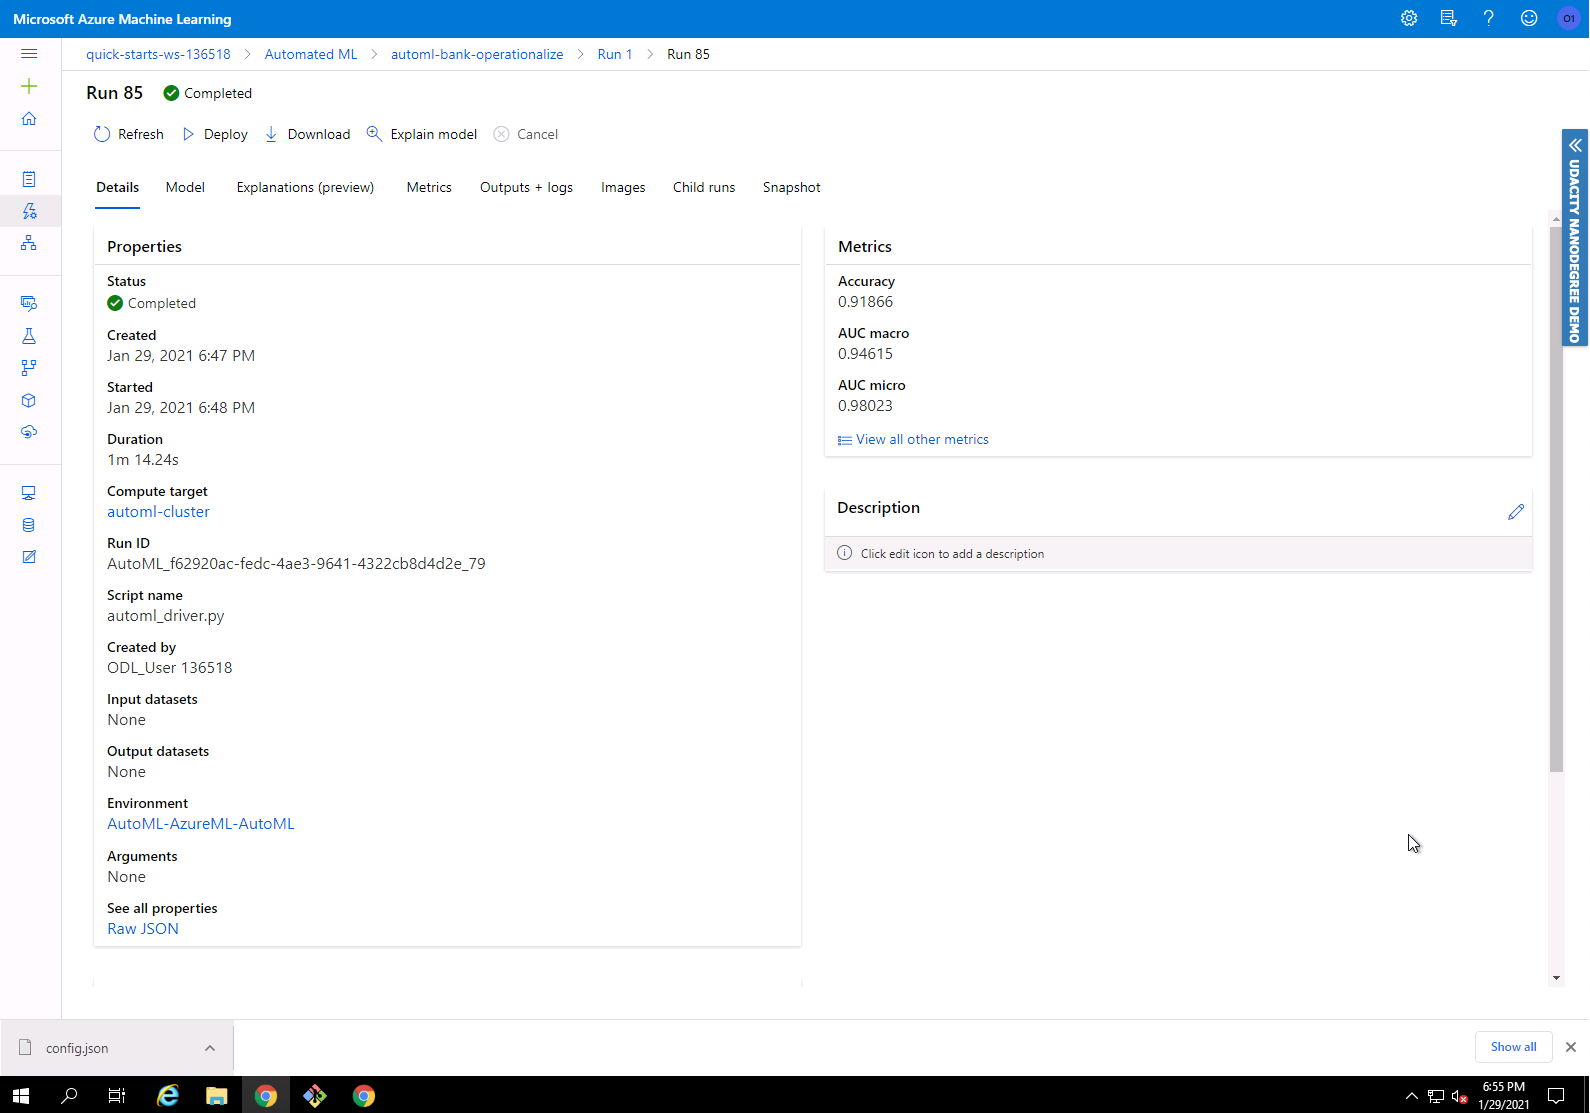 Microsoft Azure Machine Learning
O1
quick-starts-ws-136518 > Automated ML > automl-bank-operationalize > Run 1 > Run 85
Run 85 Completed
Refresh Deploy Download Explain model Cancel
Details Model Explanations (preview) Metrics Outputs + logs Images Child runs Snapshot
Properties
Status
Completed
Created
Jan 29, 2021 6:47 PM
Started
Jan 29, 2021 6:48 PM
Duration
1m 14.24s
Compute target
automl-cluster
Run ID
AutoML_f62920ac-fedc-4ae3-9641-4322cb8d4d2e_79
Script name
automl_driver.py
Created by
ODL_User 136518
Input datasets
None
Output datasets
None
Environment
AutoML-AzureML-AutoML
Arguments
None
See all properties
Raw JSON
Metrics
Accuracy
0.91866
AUC macro
0.94615
AUC micro
0.98023
View all other metrics
Description
Click edit icon to add a description
UDACITY NANODEGREE DEMO
config.json
Show all
6:55 PM
1/29/2021